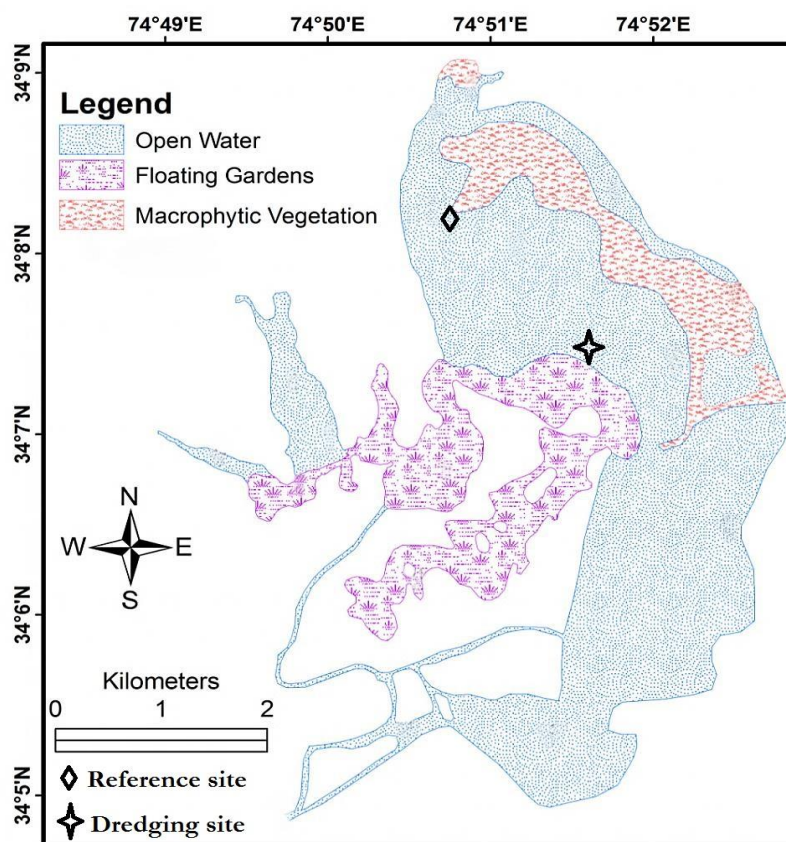 74°49'E 74°50'E 74°51'E 74°52'E
34°9'N
34°8'N
34°7'N
34°6'N
34°5'N
Legend
Open Water
Floating Gardens
Macrophytic Vegetation
N
W E
S
Kilometers
0 1 2
Reference site
Dredging site